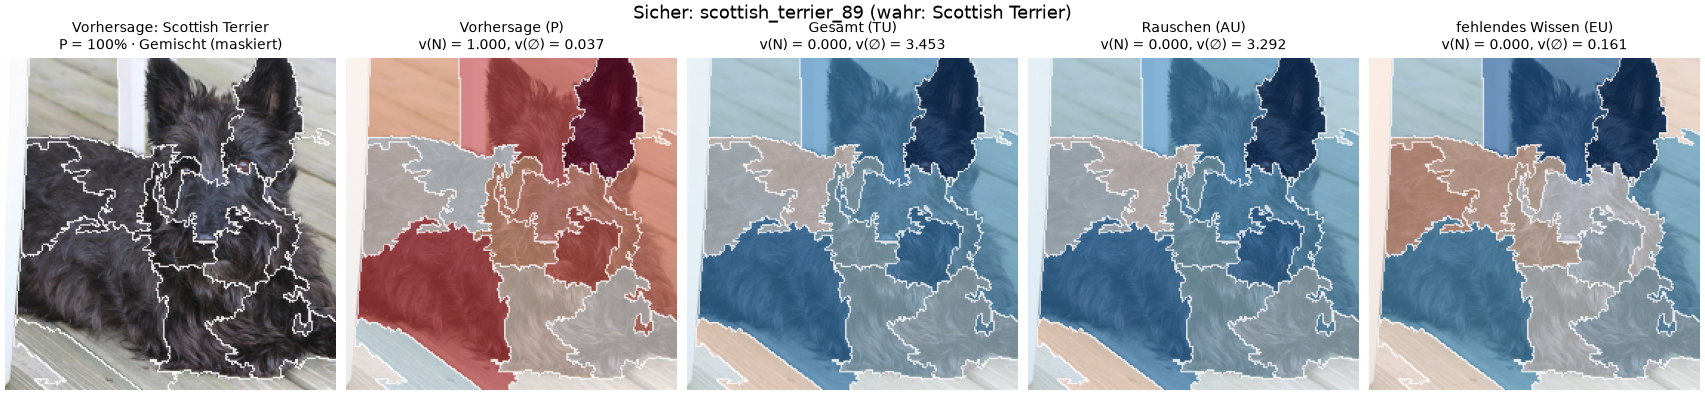 Sicher: scottish_terrier_89 (wahr: Scottish Terrier)
Vorhersage: Scottish Terrier
P = 100% · Gemischt (maskiert)
Vorhersage (P)
v(N) = 1.000, v(∅) = 0.037
Gesamt (TU)
v(N) = 0.000, v(∅) = 3.453
Rauschen (AU)
v(N) = 0.000, v(∅) = 3.292
fehlendes Wissen (EU)
v(N) = 0.000, v(∅) = 0.161